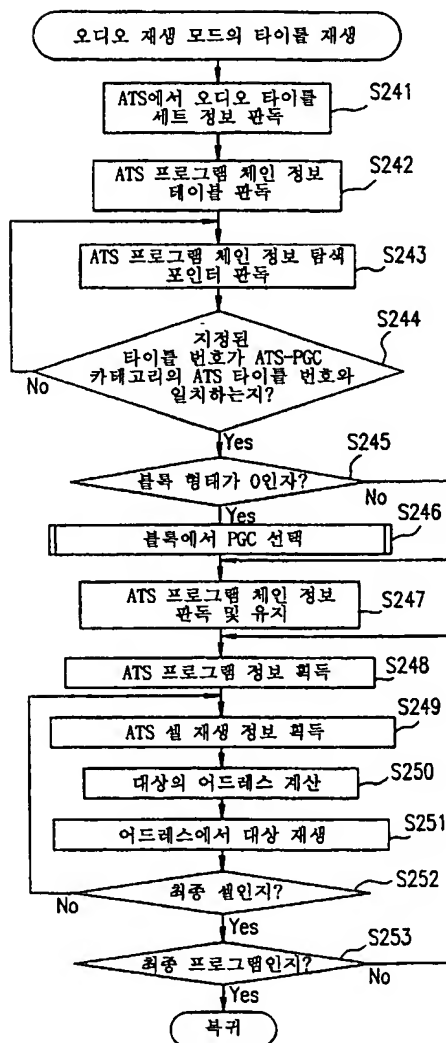 오디오 재생 모드의 타이틀 재생
ATS에서 오디오 타이틀
세트 정보 판독
S241
ATS 프로그램 체인 정보
테이블 판독
S242
ATS 프로그램 체인 정보 탐색
포인터 판독
S243
지정된
타이틀 번호가 ATS-PGC
카테고리의 ATS 타이틀 번호와
일치하는지?
S244
No
Yes
블록 형태가 0인자?
S245
No
Yes
블록에서 PGC 선택
S246
ATS 프로그램 체인 정보
판독 및 유지
S247
ATS 프로그램 정보 획득
S248
ATS 셀 재생 정보 획득
S249
대상의 어드레스 계산
S250
어드레스에서 대상 재생
S251
최종 셀인지?
S252
No
Yes
최종 프로그램인지?
S253
No
Yes
복귀